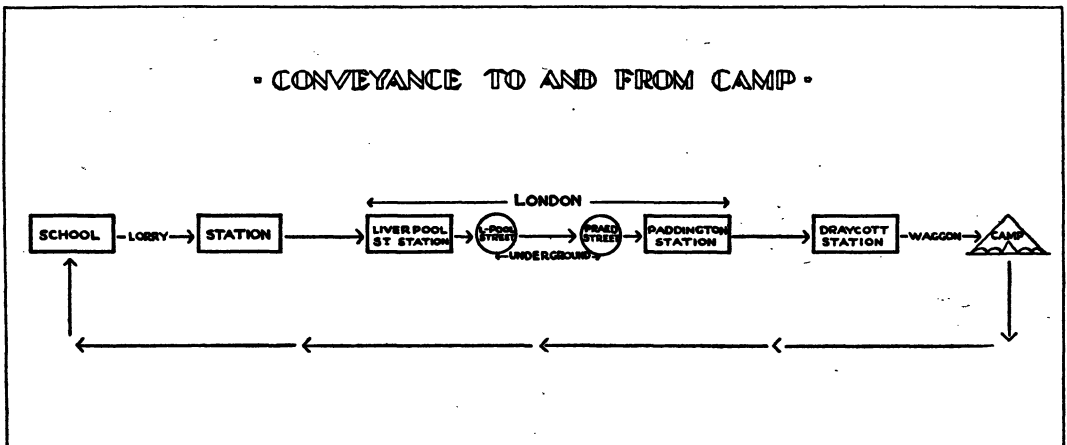 - CONVEYANCE TO AND FROM CAMP -
LONDON
SCHOOL
LORRY
STATION
LIVERPOOL
ST STATION
L-POOL
STREET
UNDERGROUND
PRAED
STREET
PADDINGTON
STATION
DRAYCOTT
STATION
WAGGON
CAMP